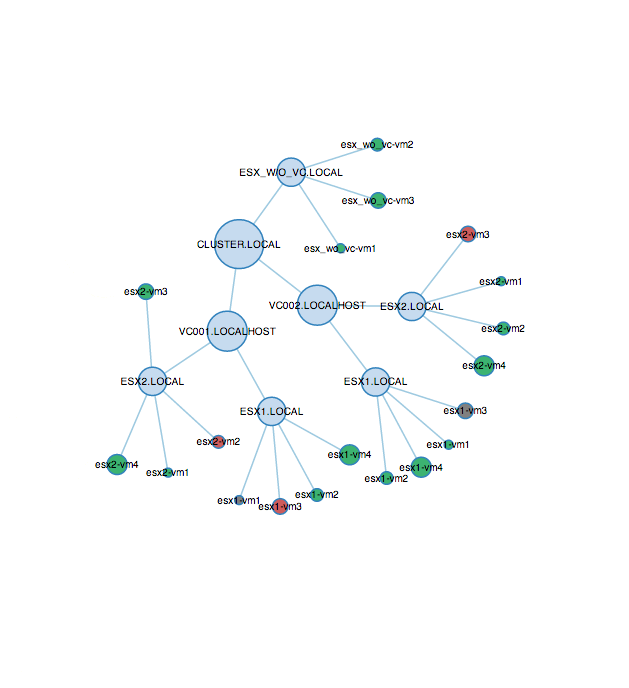 esx_wo_vc-vm2
ESX_W/O_VC.LOCAL
esx_wo_vc-vm3
esx2-vm3
CLUSTER.LOCAL
esx_wo_vc-vm1
esx2-vm1
esx2-vm3
VC002.LOCALHOST
ESX2.LOCAL
esx2-vm2
VC001.LOCALHOST
esx2-vm4
ESX2.LOCAL
ESX1.LOCAL
ESX1.LOCAL
esx1-vm3
esx2-vm2
esx1-vm1
esx1-vm4
esx2-vm4
esx2-vm1
esx1-vm4
esx1-vm2
esx1-vm1
esx1-vm2
esx1-vm3